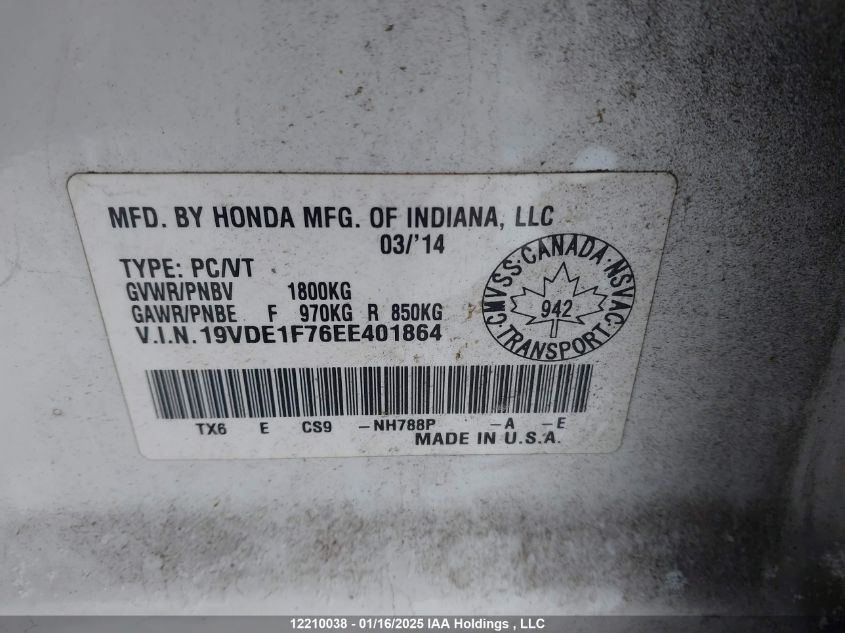 MFD. BY HONDA MFG. OF INDIANA, LLC
03/'14
TYPE: PC/VT
GVWR/PNBV 1800KG
GAWR/PNBE F 970KG R 850KG
V.I.N. 19VDE1F76EE401864
CMVSS·CANADA·NSVAC
942
TRANSPORT
TX6 E CS9 -NH788P -A -E
MADE IN U.S.A.
12210038 - 01/16/2025 IAA Holdings , LLC